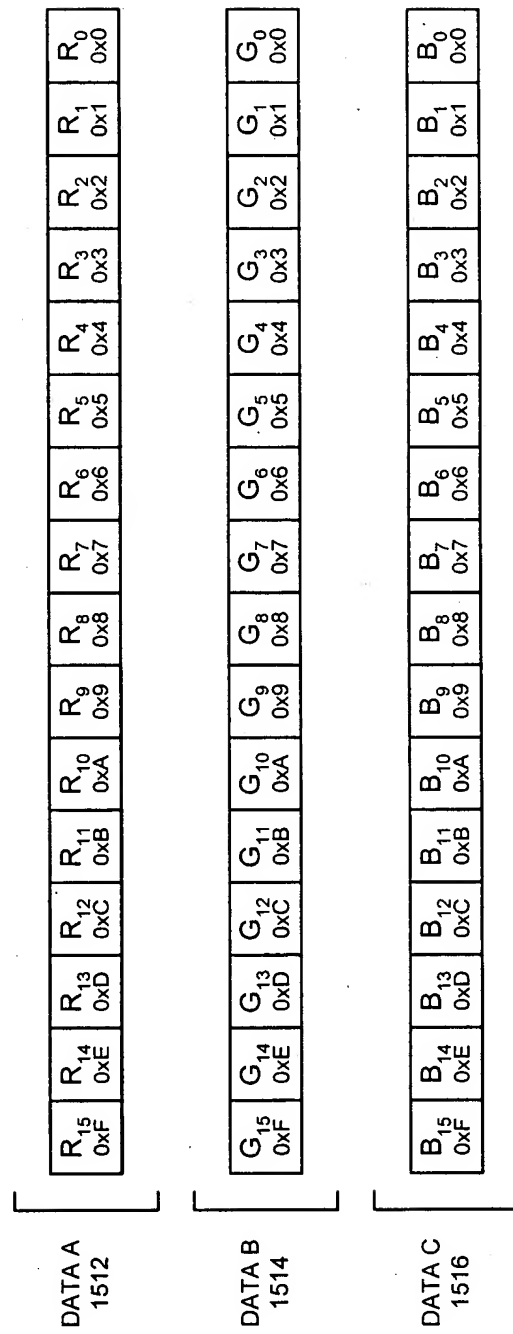 DATA A
1512
R15 R14 R13 R12 R11 R10 R9 R8 R7 R6 R5 R4 R3 R2 R1 R0
0xF 0xE 0xD 0xC 0xB 0xA 0x9 0x8 0x7 0x6 0x5 0x4 0x3 0x2 0x1 0x0
DATA B
1514
G15 G14 G13 G12 G11 G10 G9 G8 G7 G6 G5 G4 G3 G2 G1 G0
0xF 0xE 0xD 0xC 0xB 0xA 0x9 0x8 0x7 0x6 0x5 0x4 0x3 0x2 0x1 0x0
DATA C
1516
B15 B14 B13 B12 B11 B10 B9 B8 B7 B6 B5 B4 B3 B2 B1 B0
0xF 0xE 0xD 0xC 0xB 0xA 0x9 0x8 0x7 0x6 0x5 0x4 0x3 0x2 0x1 0x0